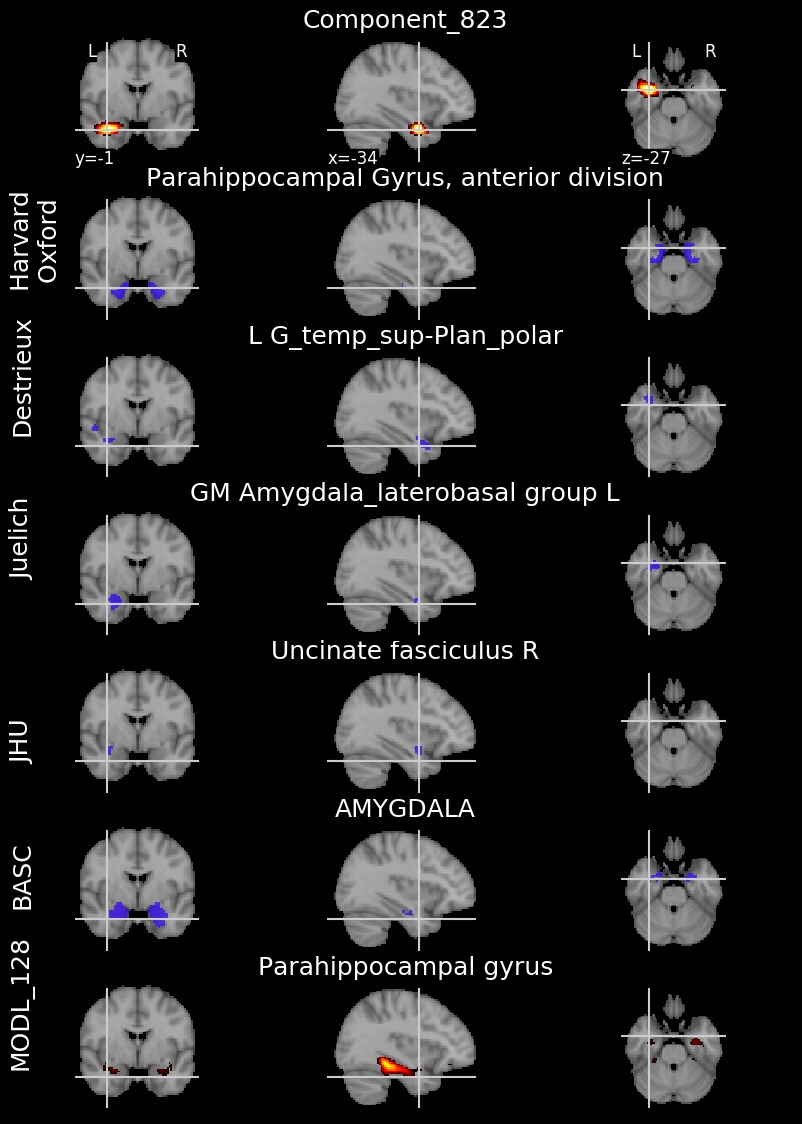 Component_823
L R L R
y=-1 x=-34 z=-27
Parahippocampal Gyrus, anterior division
Harvard
Oxford
L G_temp_sup-Plan_polar
Destrieux
GM Amygdala_laterobasal group L
Juelich
Uncinate fasciculus R
JHU
AMYGDALA
BASC
Parahippocampal gyrus
MODL_128